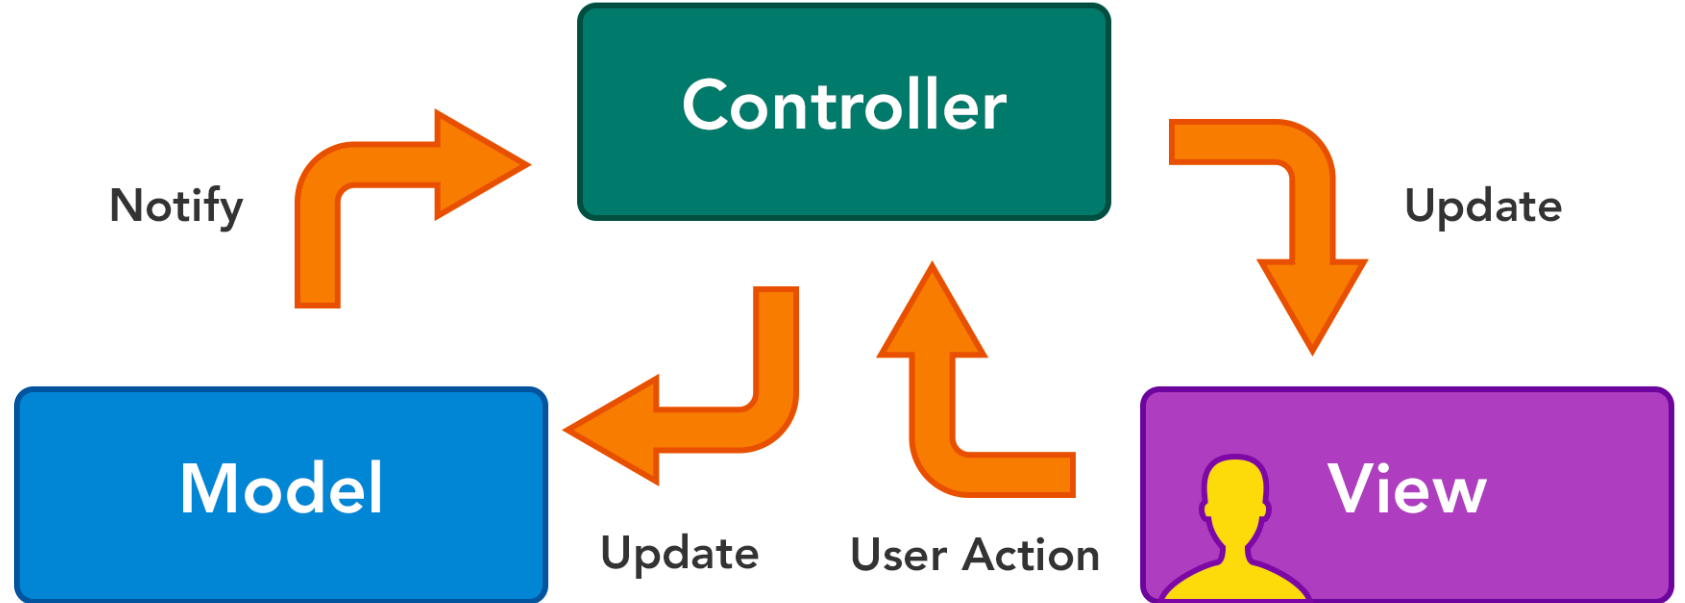 Controller
Notify
Update
Model
View
Update
User Action